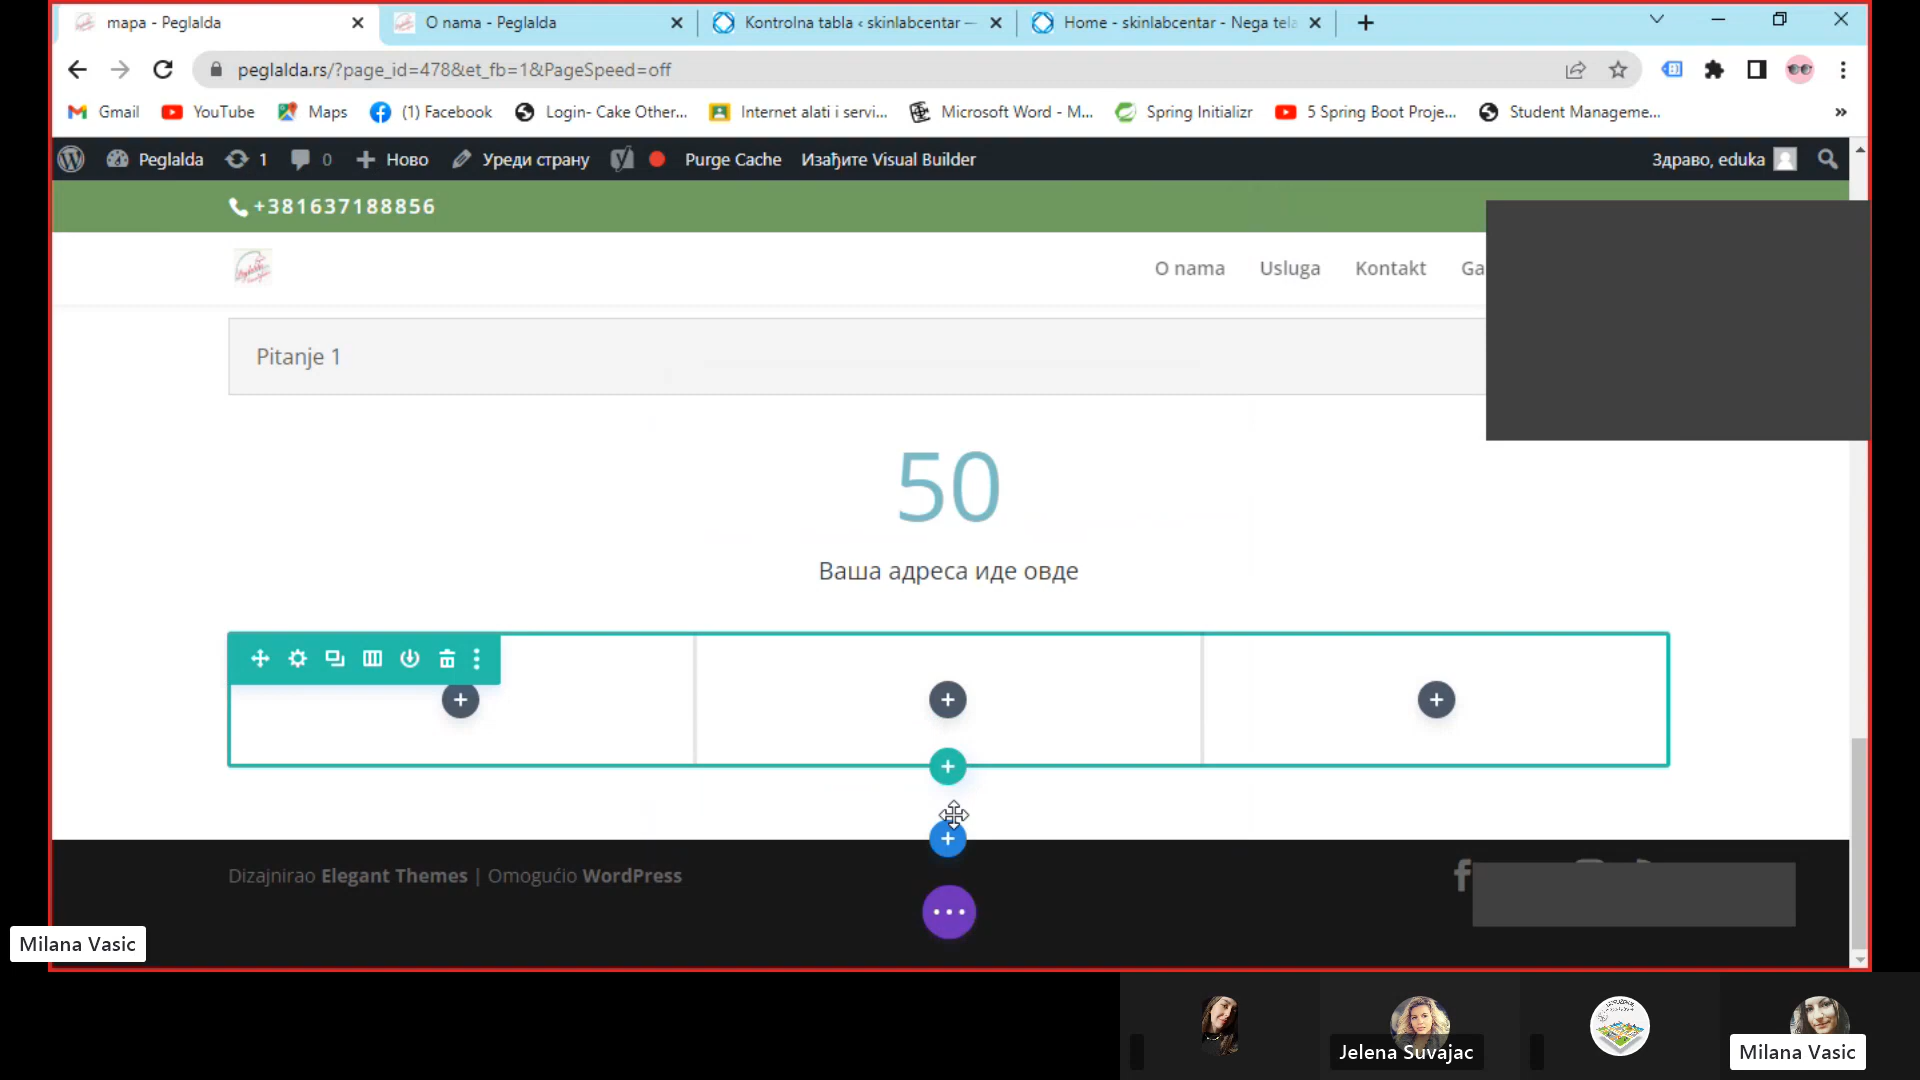 mapa - Peglalda
O nama - Peglalda
Kontrolna tabla ‹ skinlabcentar —
Home - skinlabcentar - Nega tela
peglalda.rs/?page_id=478&et_fb=1&PageSpeed=off
Gmail
YouTube
Maps
(1) Facebook
Login- Cake Other...
Internet alati i servi...
Microsoft Word - M...
Spring Initializr
5 Spring Boot Proje...
Student Manageme...
»
Peglalda
1
0
Ново
Уреди страну
Purge Cache
Изађите Visual Builder
Здраво, eduka
+381637188856
O nama
Usluga
Kontakt
Ga
Pitanje 1
50
Ваша адреса иде овде
Dizajnirao Elegant Themes | Omogućio WordPress
Milana Vasic
Jelena Suvajac
Milana Vasic